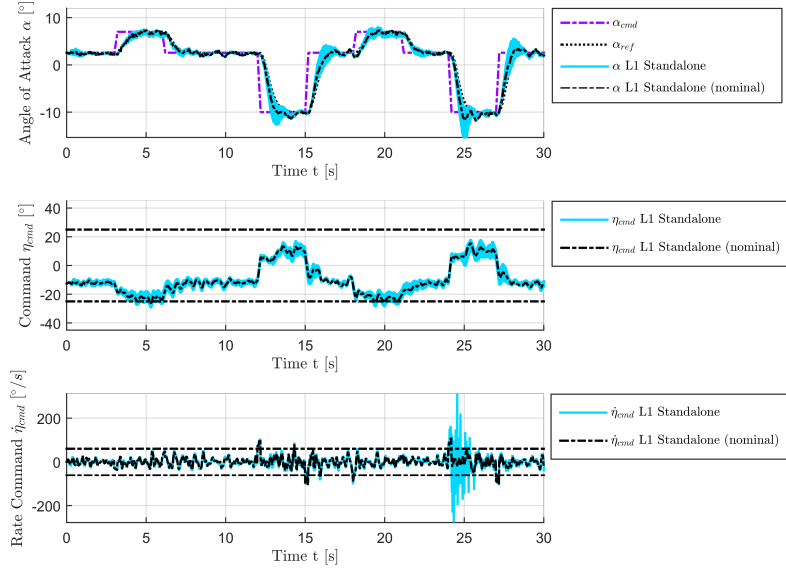 10
0
-10
Angle of Attack α [°]
0 5 10 15 20 25 30
Time t [s]
α_cmd
α_ref
α L1 Standalone
α L1 Standalone (nominal)
40
20
0
-20
-40
Command η_cmd [°]
0 5 10 15 20 25 30
Time t [s]
η_cmd L1 Standalone
η_cmd L1 Standalone (nominal)
200
0
-200
Rate Command η̇_cmd [°/s]
0 5 10 15 20 25 30
Time t [s]
η̇_cmd L1 Standalone
η̇_cmd L1 Standalone (nominal)